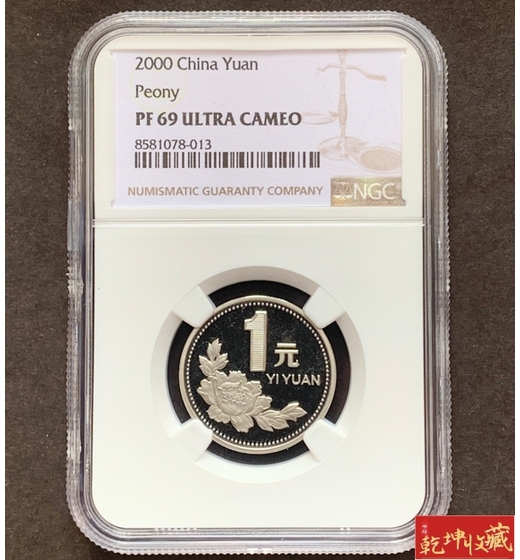 2000 China Yuan
Peony
PF 69 ULTRA CAMEO
8581078-013
NUMISMATIC GUARANTY COMPANY
NGC
1元
YI YUAN
乾坤收藏